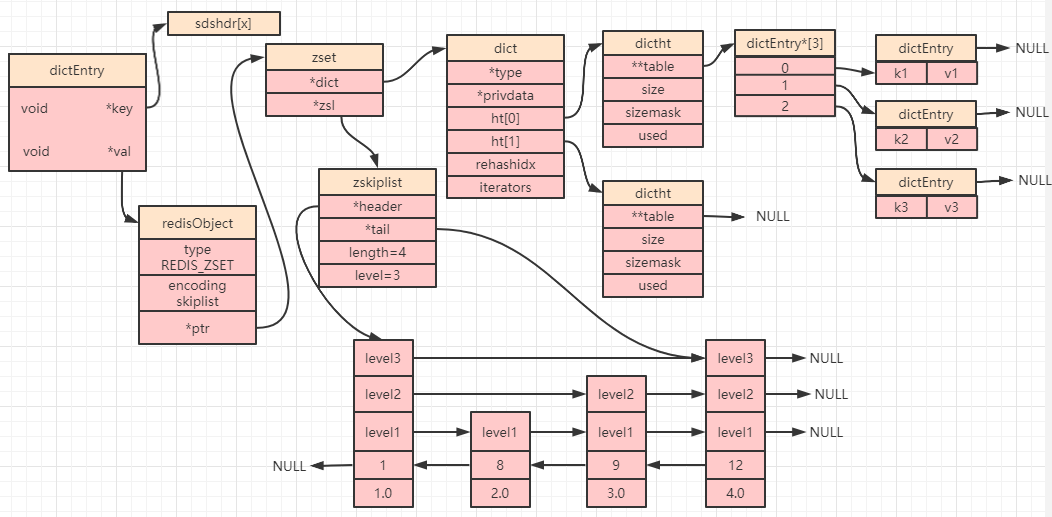 sdshdr[x]
dictEntry
void *key
void *val
redisObject
type
REDIS_ZSET
encoding
skiplist
*ptr
zset
*dict
*zsl
zskiplist
*header
*tail
length=4
level=3
dict
*type
*privdata
ht[0]
ht[1]
rehashidx
iterators
dictht
**table
size
sizemask
used
dictht
**table
size
sizemask
used
NULL
dictEntry*[3]
0
1
2
dictEntry
k1 v1
NULL
dictEntry
k2 v2
NULL
dictEntry
k3 v3
NULL
level3 level3 NULL
level2 level2 level2 NULL
level1 level1 level1 level1 NULL
NULL 1 8 9 12
1.0 2.0 3.0 4.0